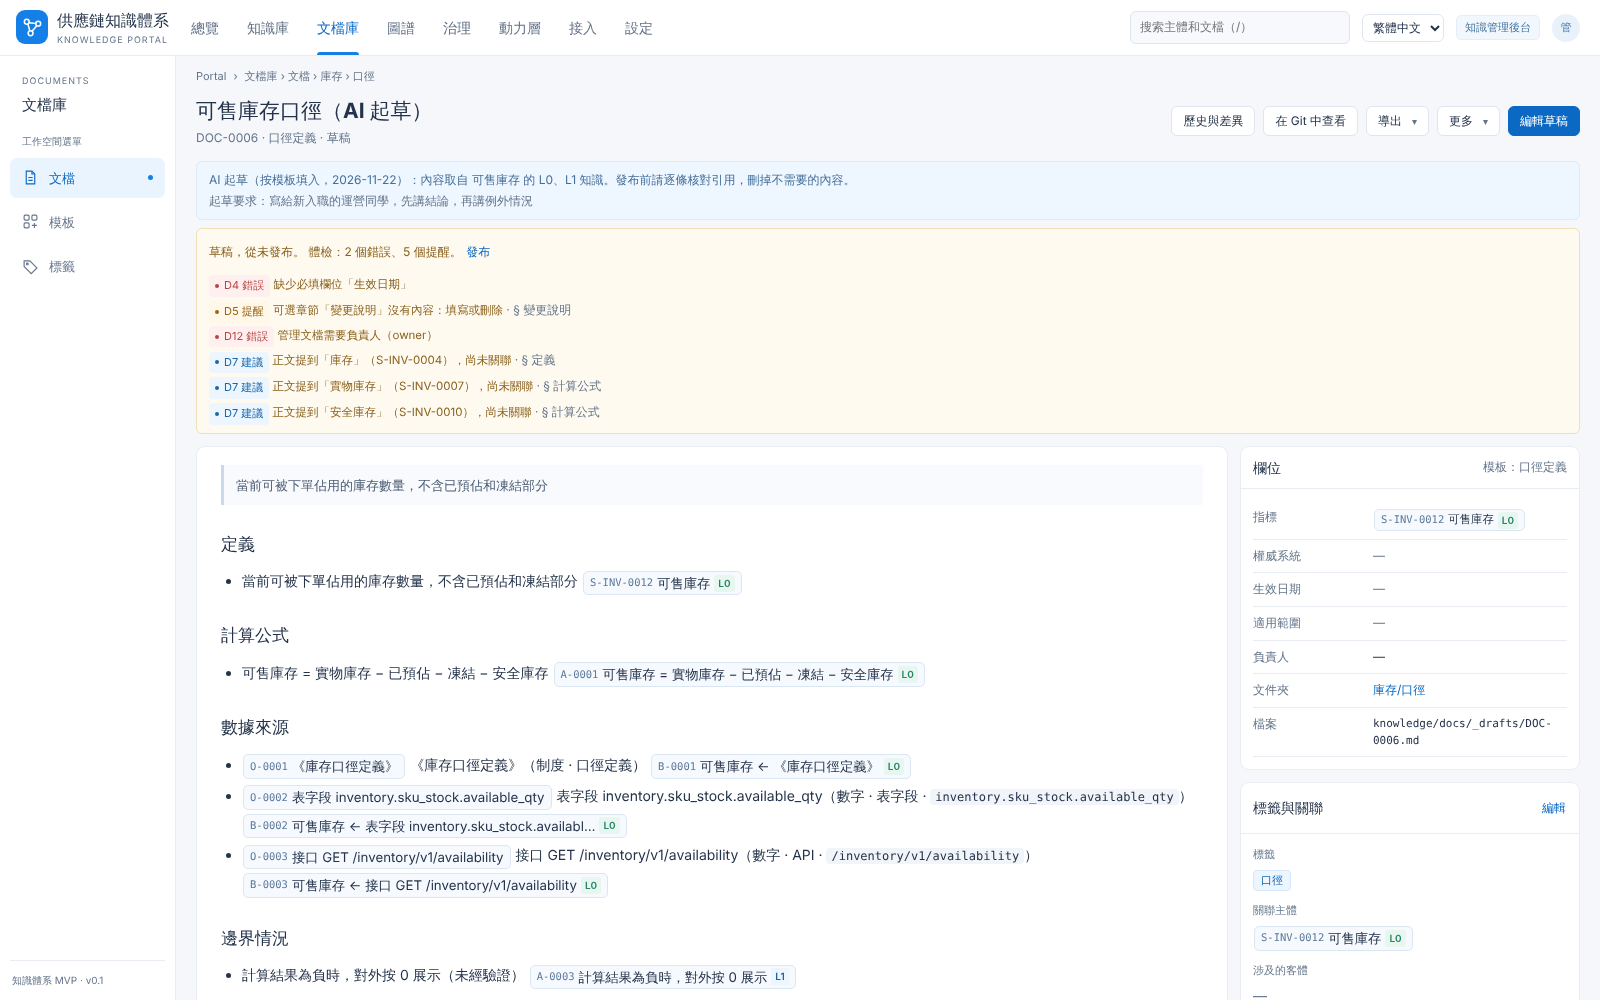 供應鏈知識體系
KNOWLEDGE PORTAL
總覽
知識庫
文檔庫
圖譜
治理
動力層
接入
設定
搜索主體和文檔（/）
繁體中文
知識管理後台
管
DOCUMENTS
文檔庫
工作空間選單
文檔
模板
標籤
知識體系 MVP · v0.1
Portal › 文檔庫 › 文檔 › 庫存 › 口徑
可售庫存口徑（AI 起草）
DOC-0006 · 口徑定義 · 草稿
歷史與差異
在 Git 中查看
導出
更多
編輯草稿
AI 起草（按模板填入，2026-11-22）：內容取自 可售庫存 的 L0、L1 知識。發布前請逐條核對引用，刪掉不需要的內容。
起草要求：寫給新入職的運營同學，先講結論，再講例外情況
草稿，從未發布。 體檢：2 個錯誤、5 個提醒。 發布
D4 錯誤 缺少必填欄位「生效日期」
D5 提醒 可選章節「變更說明」沒有內容：填寫或刪除 · § 變更說明
D12 錯誤 管理文檔需要負責人（owner）
D7 建議 正文提到「庫存」（S-INV-0004），尚未關聯 · § 定義
D7 建議 正文提到「實物庫存」（S-INV-0007），尚未關聯 · § 計算公式
D7 建議 正文提到「安全庫存」（S-INV-0010），尚未關聯 · § 計算公式
當前可被下單佔用的庫存數量，不含已預佔和凍結部分
定義
當前可被下單佔用的庫存數量，不含已預佔和凍結部分 S-INV-0012 可售庫存 L0
計算公式
可售庫存 = 實物庫存 − 已預佔 − 凍結 − 安全庫存 A-0001 可售庫存 = 實物庫存 − 已預佔 − 凍結 − 安全庫存 L0
數據來源
O-0001 《庫存口徑定義》 《庫存口徑定義》（制度 · 口徑定義） B-0001 可售庫存 ← 《庫存口徑定義》 L0
O-0002 表字段 inventory.sku_stock.available_qty 表字段 inventory.sku_stock.available_qty（數字 · 表字段 · inventory.sku_stock.available_qty）
B-0002 可售庫存 ← 表字段 inventory.sku_stock.availabl... L0
O-0003 接口 GET /inventory/v1/availability 接口 GET /inventory/v1/availability（數字 · API · /inventory/v1/availability）
B-0003 可售庫存 ← 接口 GET /inventory/v1/availability L0
邊界情況
計算結果為負時，對外按 0 展示（未經驗證） A-0003 計算結果為負時，對外按 0 展示 L1
欄位
模板：口徑定義
指標 S-INV-0012 可售庫存 L0
權威系統 —
生效日期 —
適用範圍 —
負責人 —
文件夾 庫存/口徑
檔案 knowledge/docs/_drafts/DOC-
0006.md
標籤與關聯
編輯
標籤
口徑
關聯主體
S-INV-0012 可售庫存 L0
涉及的客體
—